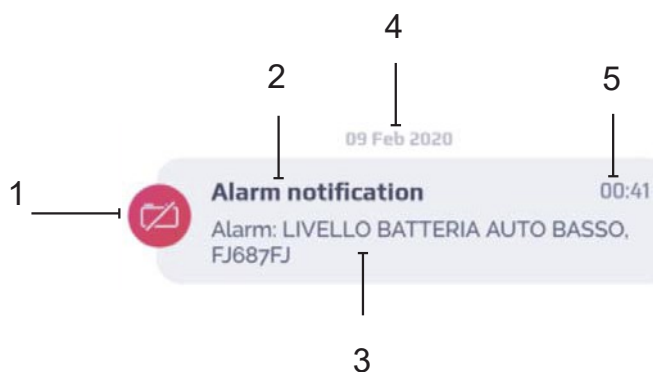 4
2
5
09 Feb 2020
1
Alarm notification
00:41
Alarm: LIVELLO BATTERIA AUTO BASSO,
FJ687FJ
3